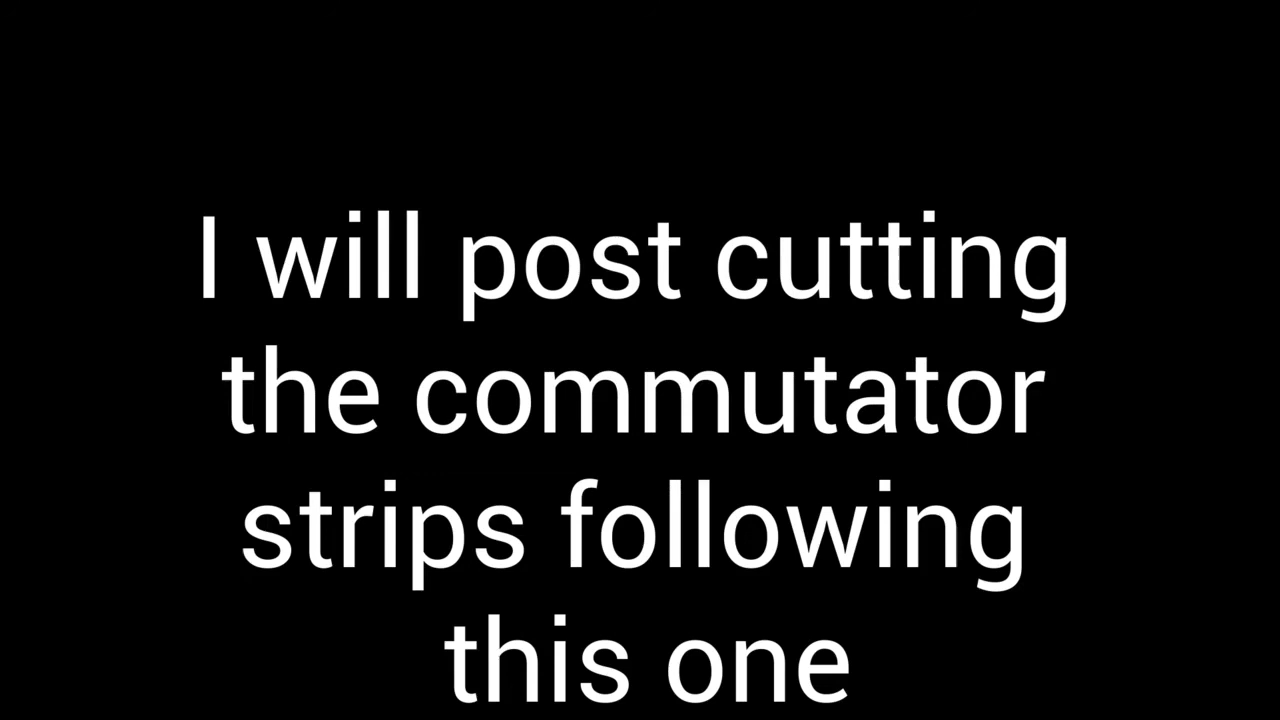 I will post cutting
the commutator
strips following
this one